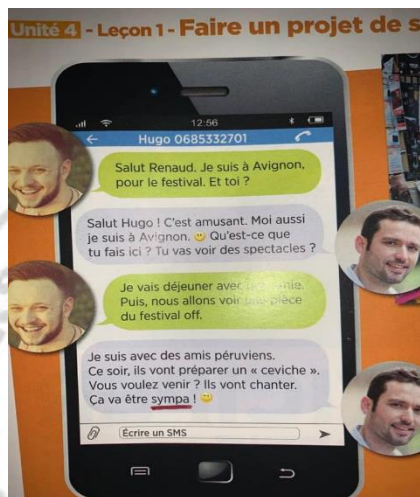 Unité 4 - Leçon 1 - Faire un projet de s
12:56
Hugo 0685332701
Salut Renaud. Je suis à Avignon,
pour le festival. Et toi ?
Salut Hugo ! C'est amusant. Moi aussi
je suis à Avignon. Qu'est-ce que
tu fais ici ? Tu vas voir des spectacles ?
Je vais déjeuner avec
Puis, nous allons voir une pièce
du festival off.
Je suis avec des amis péruviens.
Ce soir, ils vont préparer un « ceviche ».
Vous voulez venir ? Ils vont chanter.
Ça va être sympa !
Écrire un SMS